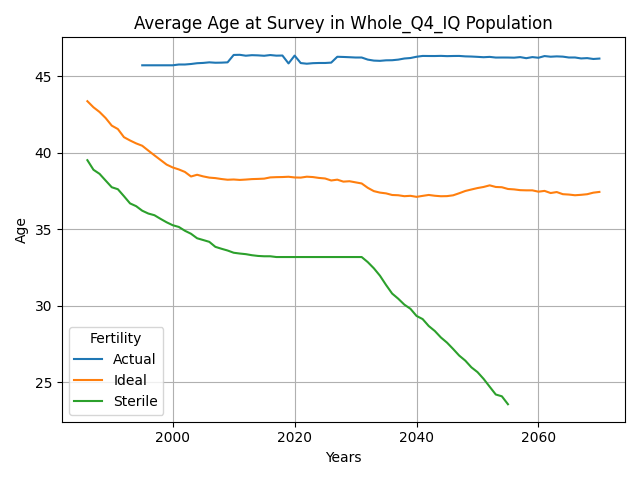 Average Age at Survey in Whole_Q4_IQ Population
45
40
35
30
25
Age
Fertility
Actual
Ideal
Sterile
2000 2020 2040 2060
Years